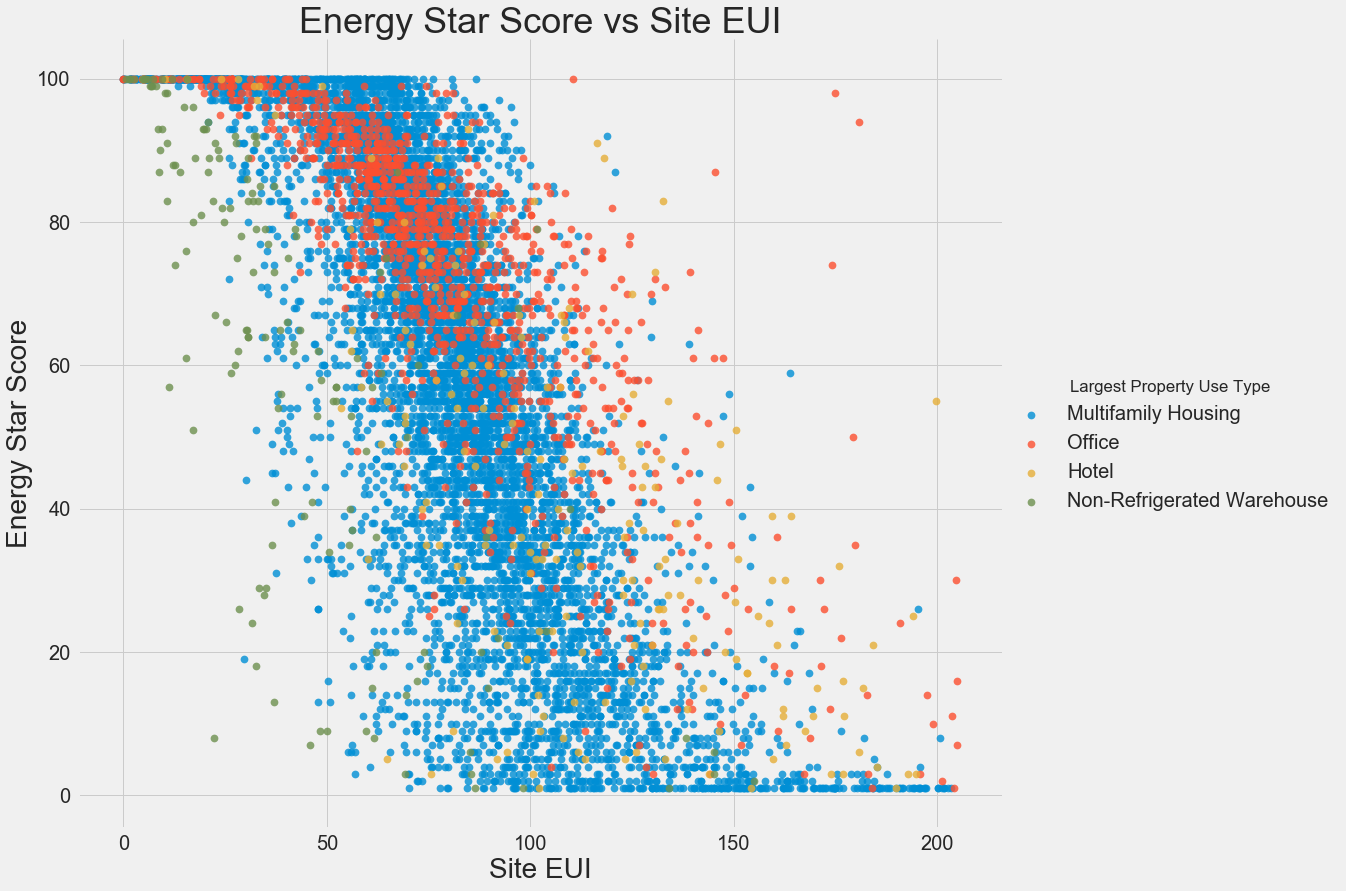 Energy Star Score vs Site EUI
Energy Star Score
100
80
60
40
20
0
0 50 100 150 200
Site EUI
Largest Property Use Type
Multifamily Housing
Office
Hotel
Non-Refrigerated Warehouse